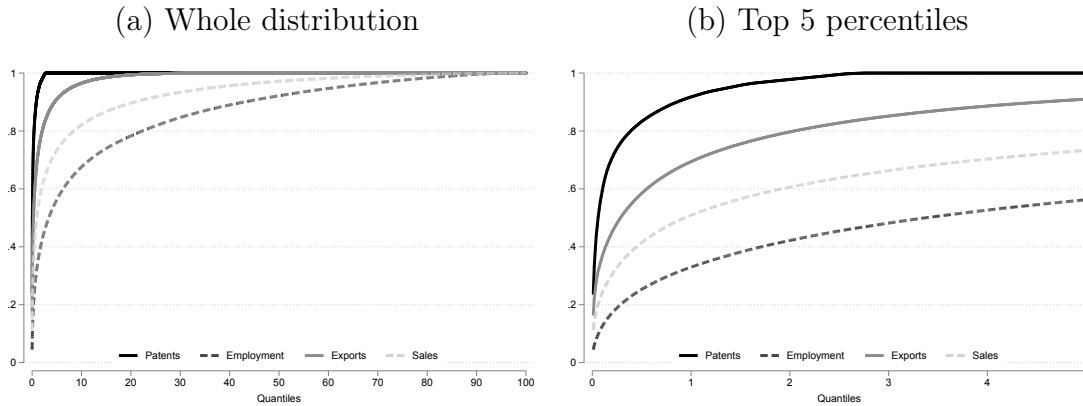 (a) Whole distribution
1
.8
.6
.4
.2
0
Patents Employment Exports Sales
0 10 20 30 40 50 60 70 80 90 100
Quantiles
(b) Top 5 percentiles
1
.8
.6
.4
.2
0
Patents Employment Exports Sales
0 1 2 3 4
Quantiles